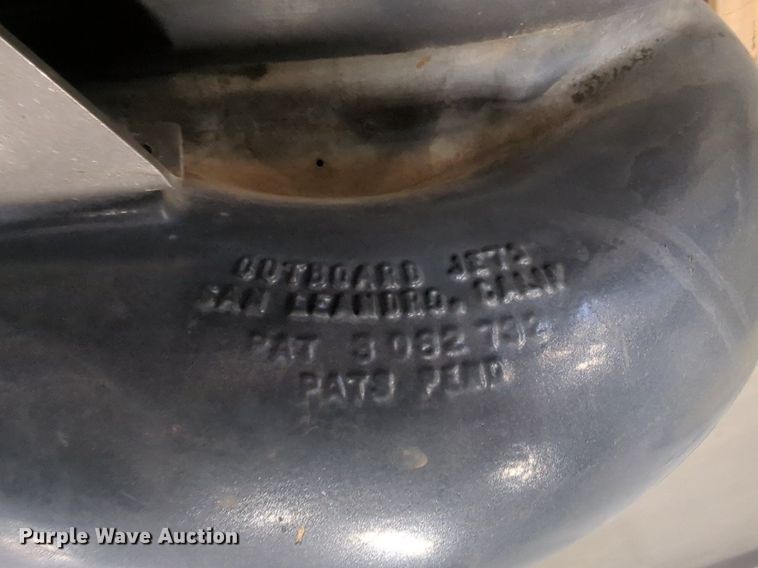 OUTBOARD JETS
SAN LEANDRO, CALIF
PAT 3 082 732
PATS PEND
Purple Wave Auction